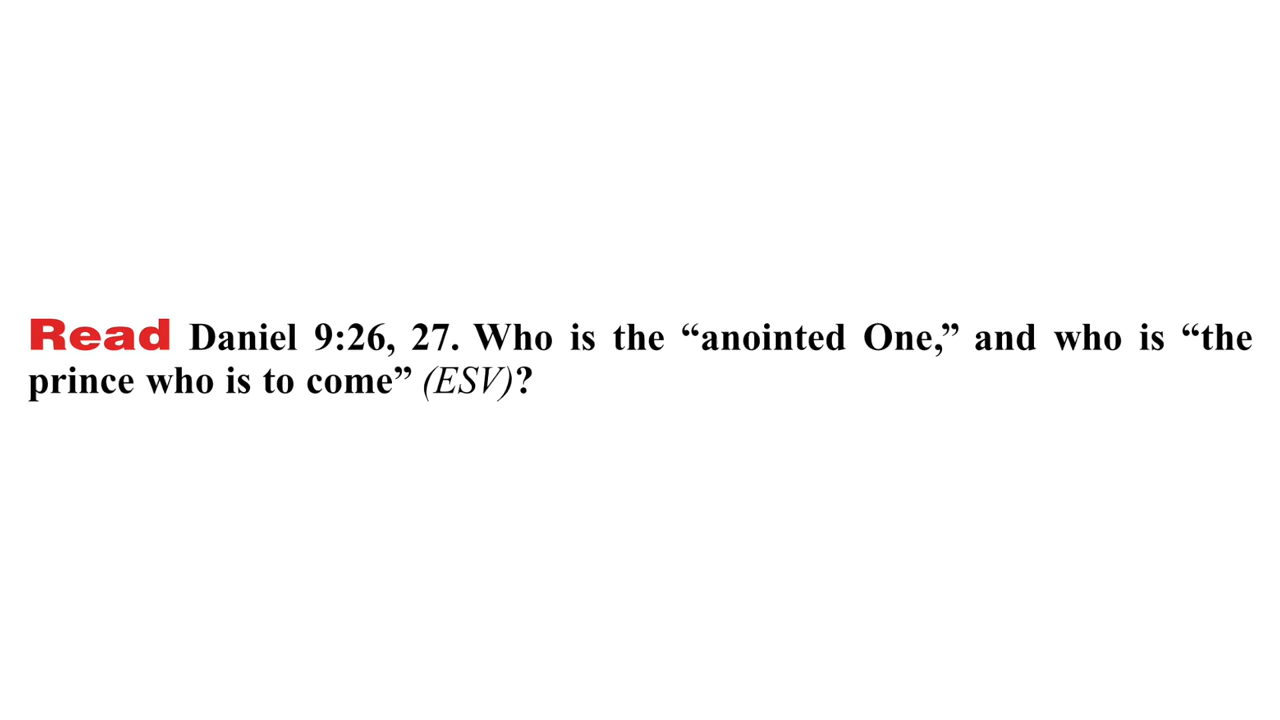 Read Daniel 9:26, 27. Who is the “anointed One,” and who is “the
prince who is to come” (ESV)?